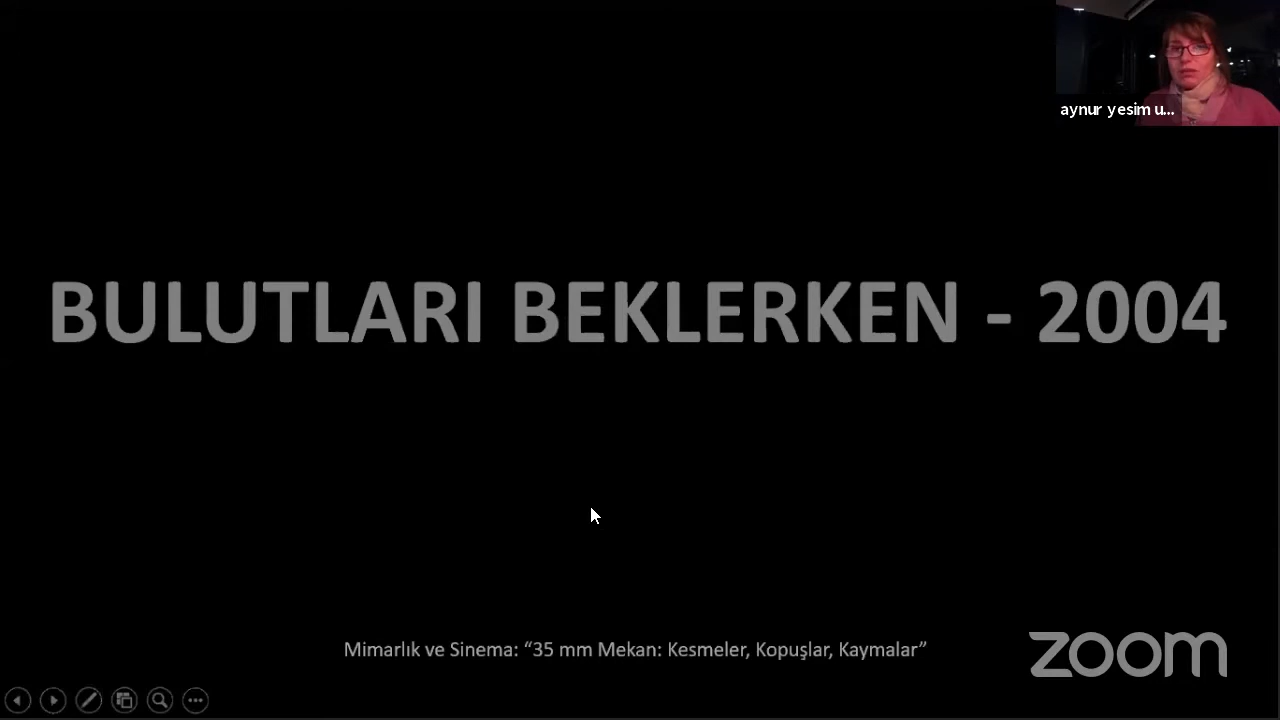 aynur yesim u...
BULUTLARI BEKLERKEN - 2004
Mimarlık ve Sinema: “35 mm Mekan: Kesmeler, Kopuşlar, Kaymalar”
zoom